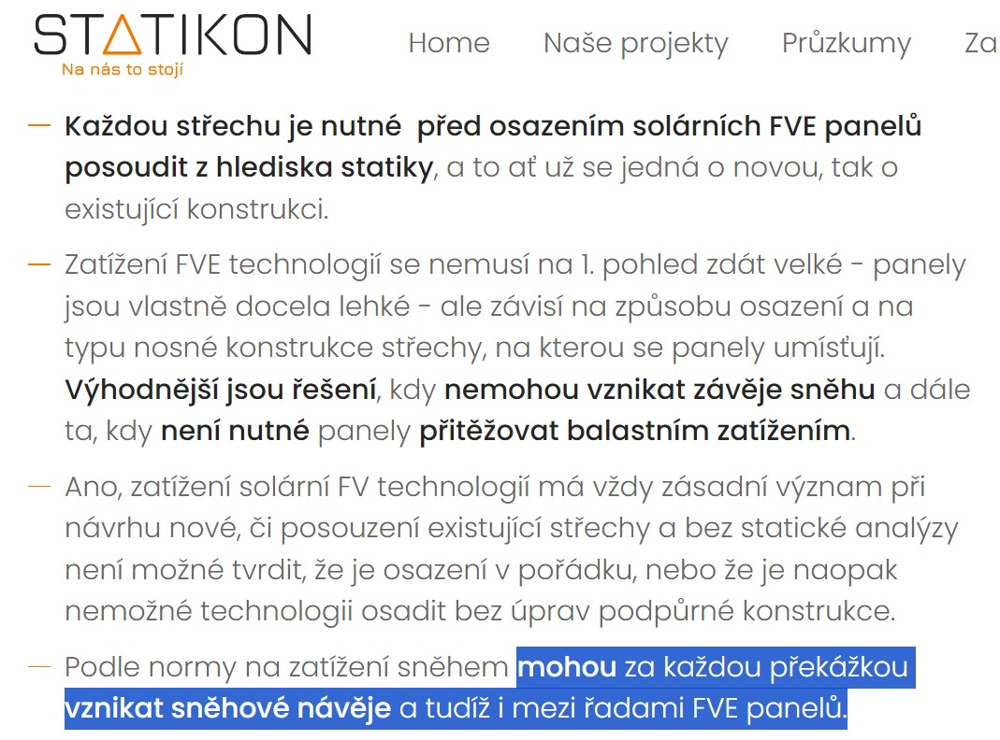 STATIKON
Na nás to stojí
Home Naše projekty Průzkumy Za
Každou střechu je nutné před osazením solárních FVE panelů
posoudit z hlediska statiky, a to ať už se jedná o novou, tak o
existující konstrukci.
Zatížení FVE technologií se nemusí na 1. pohled zdát velké - panely
jsou vlastně docela lehké - ale závisí na způsobu osazení a na
typu nosné konstrukce střechy, na kterou se panely umísťují.
Výhodnější jsou řešení, kdy nemohou vznikat závěje sněhu a dále
ta, kdy není nutné panely přitěžovat balastním zatížením.
Ano, zatížení solární FV technologií má vždy zásadní význam při
návrhu nové, či posouzení existující střechy a bez statické analýzy
není možné tvrdit, že je osazení v pořádku, nebo že je naopak
nemožné technologii osadit bez úprav podpůrné konstrukce.
Podle normy na zatížení sněhem mohou za každou překážkou
vznikat sněhové návěje a tudíž i mezi řadami FVE panelů.